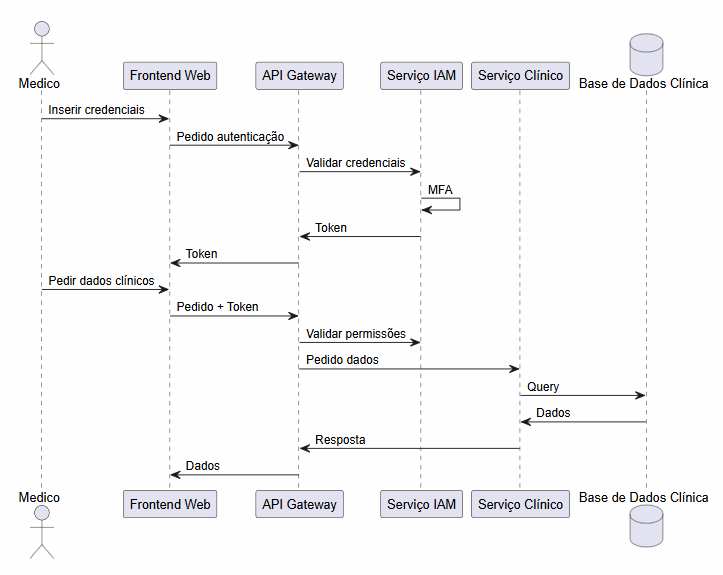 Medico
Frontend Web
API Gateway
Serviço IAM
Serviço Clínico
Base de Dados Clínica
Inserir credenciais
Pedido autenticação
Validar credenciais
MFA
Token
Token
Pedir dados clínicos
Pedido + Token
Validar permissões
Pedido dados
Query
Dados
Resposta
Dados
Medico
Frontend Web
API Gateway
Serviço IAM
Serviço Clínico
Base de Dados Clínica